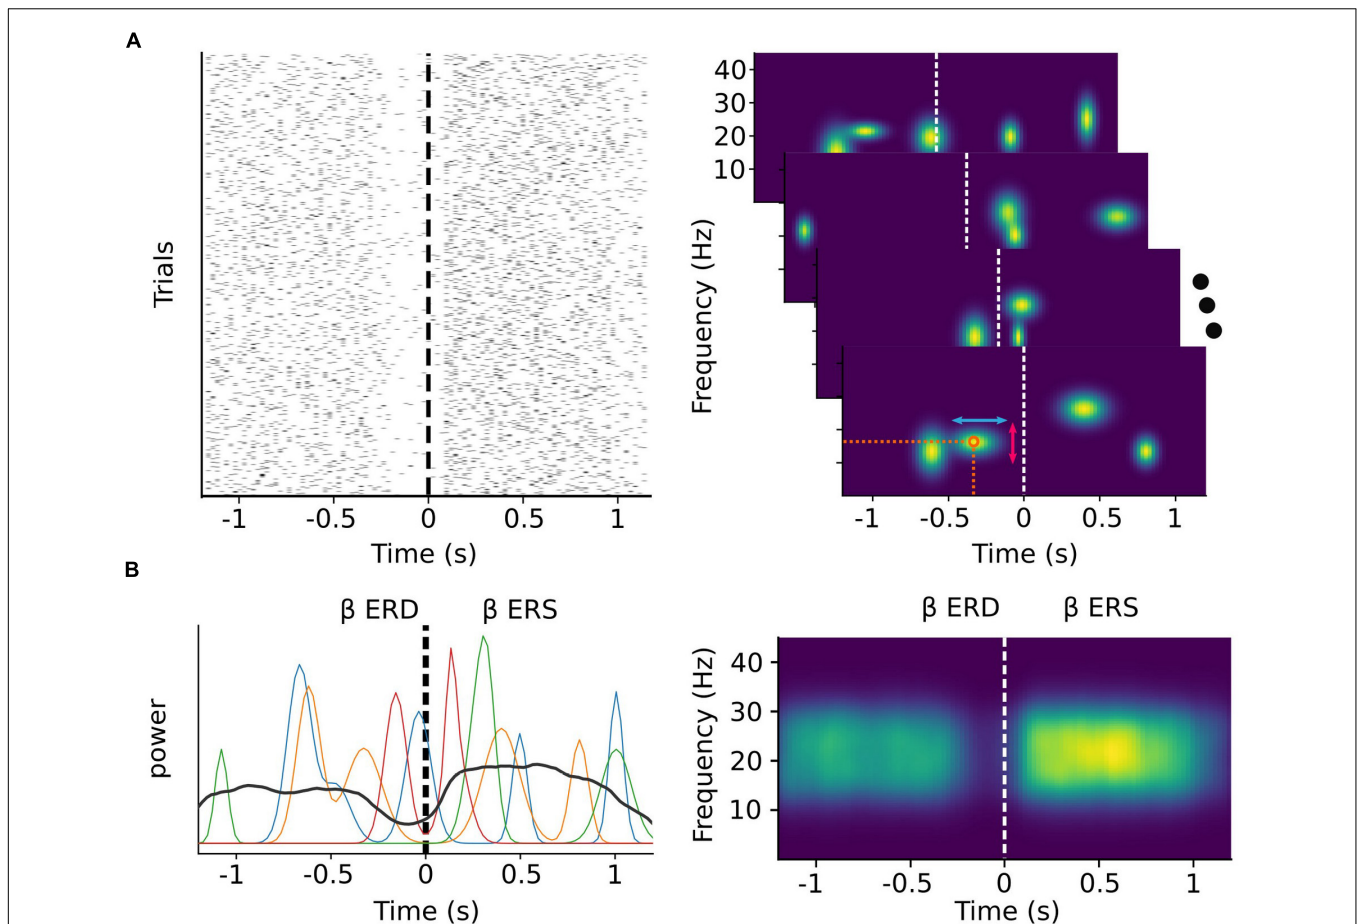 A
Trials
-1 -0.5 0 0.5 1
Time (s)
40
30
20
10
Frequency (Hz)
-1 -0.5 0 0.5 1
Time (s)
B
β ERD β ERS
power
-1 -0.5 0 0.5 1
Time (s)
β ERD β ERS
40
30
20
10
Frequency (Hz)
-1 -0.5 0 0.5 1
Time (s)